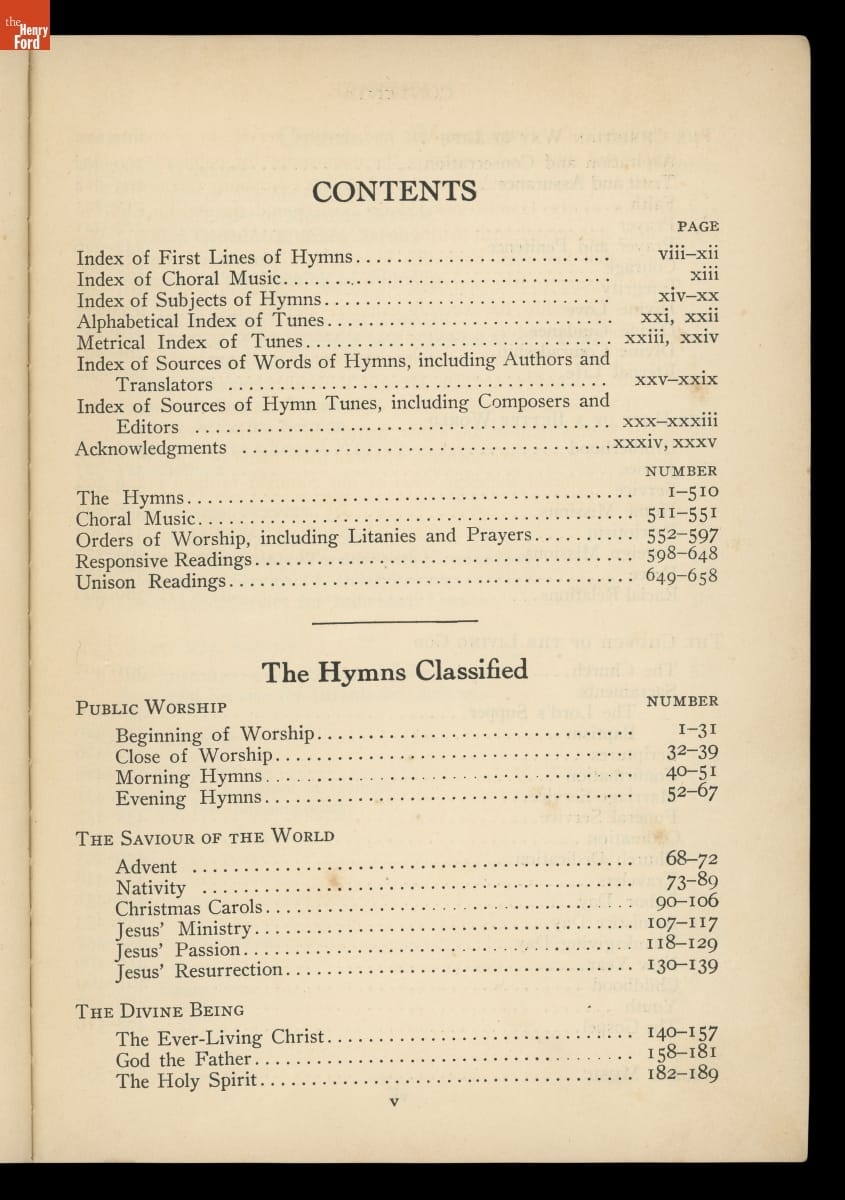 the
Henry
Ford
CONTENTS
PAGE
Index of First Lines of Hymns.......................... viii–xii
Index of Choral Music................................. xiii
Index of Subjects of Hymns............................. xiv–xx
Alphabetical Index of Tunes............................. xxi, xxii
Metrical Index of Tunes............................... xxiii, xxiv
Index of Sources of Words of Hymns, including Authors and
Translators ...................................... xxv–xxix
Index of Sources of Hymn Tunes, including Composers and
Editors .......................................... xxx–xxxiii
Acknowledgments .....................................xxxiv, xxxv
NUMBER
The Hymns............................................. 1–510
Choral Music............................................ 511–551
Orders of Worship, including Litanies and Prayers.......... 552–597
Responsive Readings...................................... 598–648
Unison Readings......................................... 649–658
The Hymns Classified
PUBLIC WORSHIP NUMBER
Beginning of Worship................................ 1–31
Close of Worship.................................... 32–39
Morning Hymns..................................... 40–51
Evening Hymns..................................... 52–67
THE SAVIOUR OF THE WORLD
Advent ............................................ 68–72
Nativity ........................................... 73–89
Christmas Carols..................................... 90–106
Jesus' Ministry...................................... 107–117
Jesus' Passion....................................... 118–129
Jesus' Resurrection................................... 130–139
THE DIVINE BEING
The Ever-Living Christ............................... 140–157
God the Father...................................... 158–181
The Holy Spirit...................................... 182–189
v